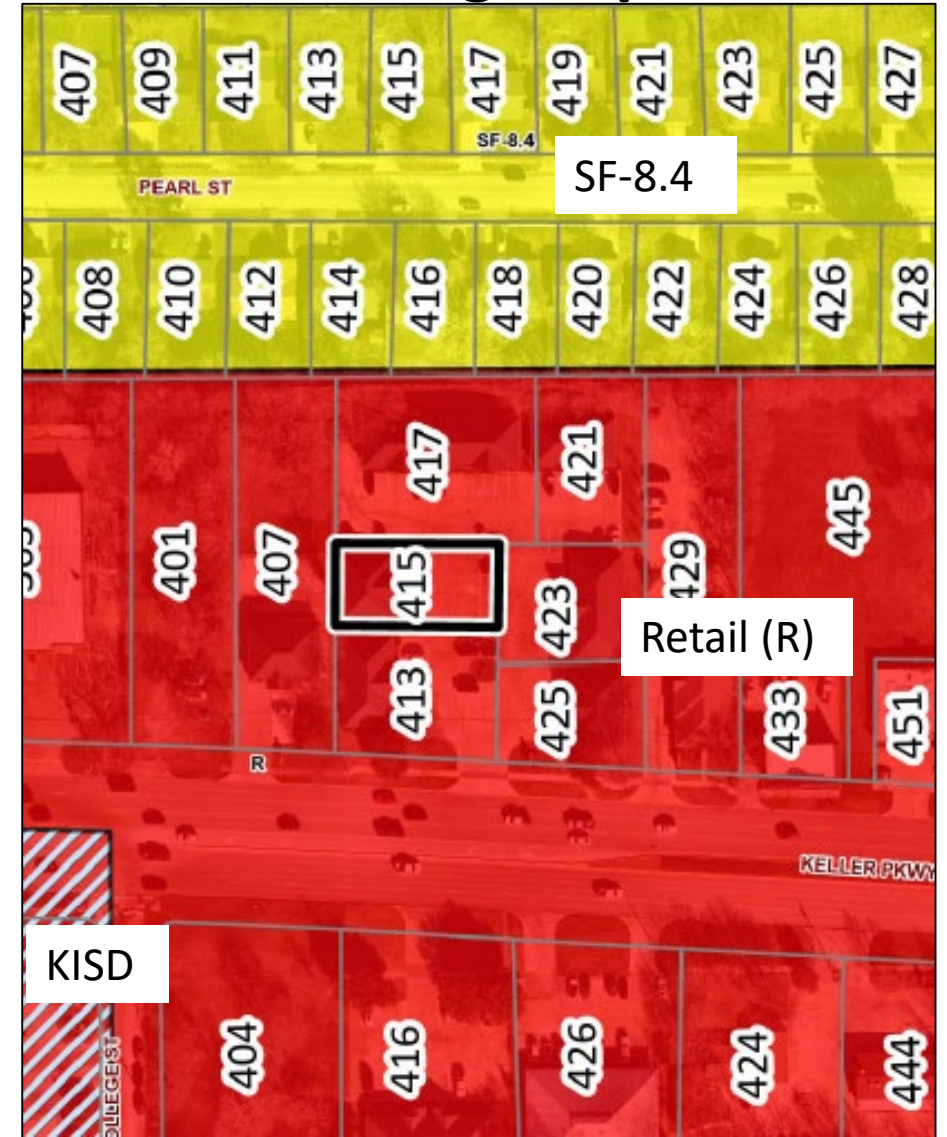 407 409 411 413 415 417 419 421 423 425 427
SF-8.4
SF-8.4
PEARL ST
408 410 412 414 416 418 420 422 424 426 428
417 421
445
401 407 415 423 429
Retail (R)
413 425 433 451
R
KELLER PKWY
KISD
404 416 426 424 444